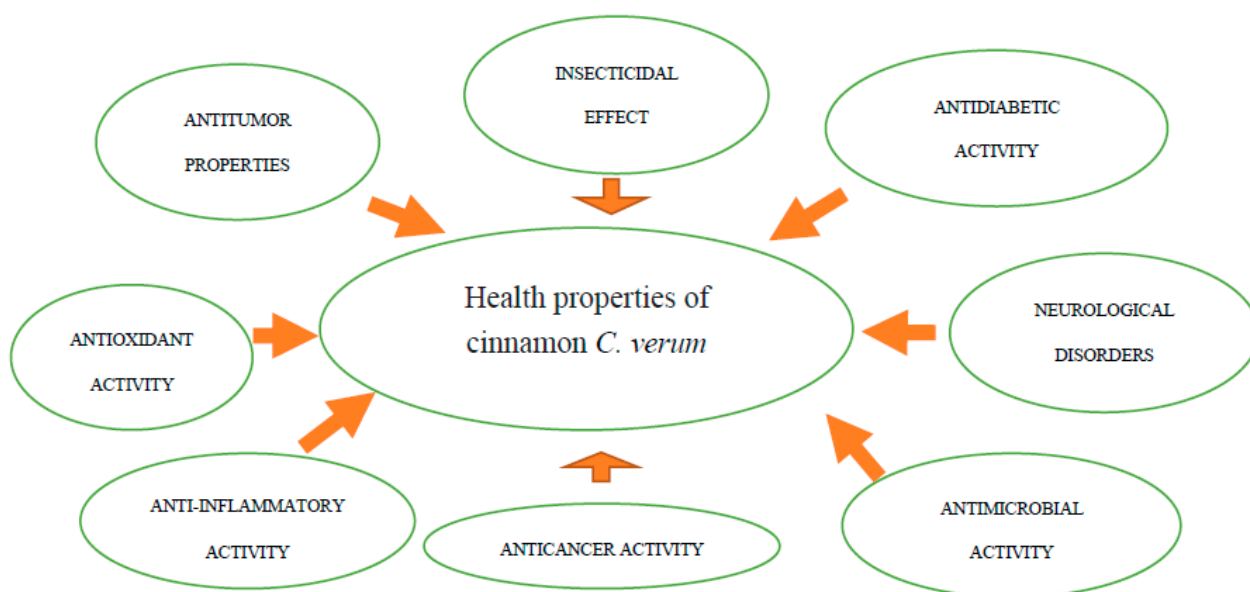 INSECTICIDAL
EFFECT
ANTITUMOR
PROPERTIES
ANTIDIABETIC
ACTIVITY
Health properties of
cinnamon C. verum
ANTIOXIDANT
ACTIVITY
NEUROLOGICAL
DISORDERS
ANTI-INFLAMMATORY
ACTIVITY
ANTICANCER ACTIVITY
ANTIMICROBIAL
ACTIVITY